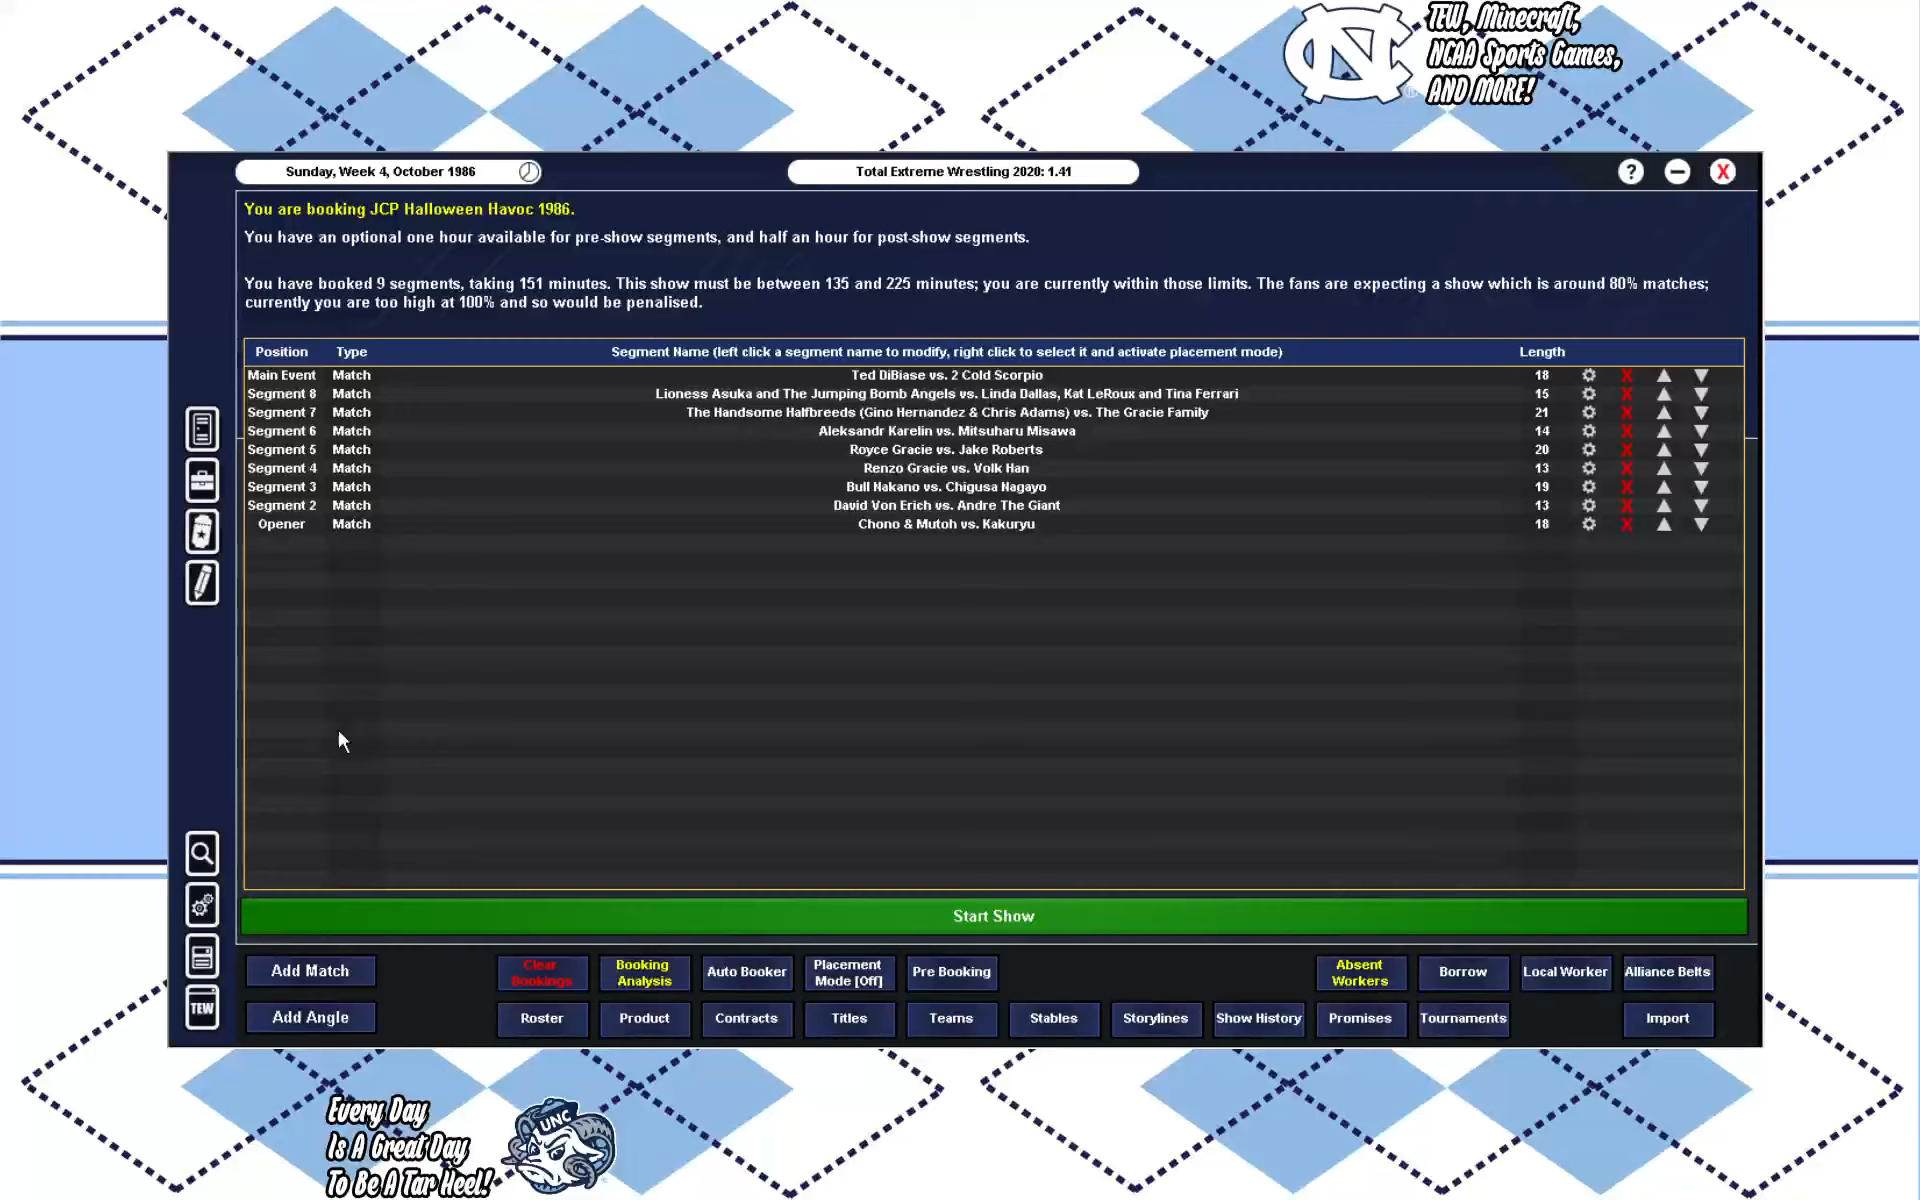 TEW, Minecraft,
NCAA Sports Games,
AND MORE!
NC
Sunday, Week 4, October 1986
Total Extreme Wrestling 2020: 1.41
? X
You are booking JCP Halloween Havoc 1986.
You have an optional one hour available for pre-show segments, and half an hour for post-show segments.
You have booked 9 segments, taking 151 minutes. This show must be between 135 and 225 minutes; you are currently within those limits. The fans are expecting a show which is around 80% matches;
currently you are too high at 100% and so would be penalised.
Position Type Segment Name (left click a segment name to modify, right click to select it and activate placement mode) Length
Main Event Match Ted DiBiase vs. 2 Cold Scorpio 18 X
Segment 8 Match Lioness Asuka and The Jumping Bomb Angels vs. Linda Dallas, Kat LeRoux and Tina Ferrari 15 X
Segment 7 Match The Handsome Halfbreeds (Gino Hernandez & Chris Adams) vs. The Gracie Family 21 X
Segment 6 Match Aleksandr Karelin vs. Mitsuharu Misawa 14 X
Segment 5 Match Royce Gracie vs. Jake Roberts 20 X
Segment 4 Match Renzo Gracie vs. Volk Han 13 X
Segment 3 Match Bull Nakano vs. Chigusa Nagayo 19 X
Segment 2 Match David Von Erich vs. Andre The Giant 13 X
Opener Match Chono & Mutoh vs. Kakuryu 18 X
Start Show
Add Match
Clear
Bookings
Booking
Analysis
Auto Booker
Placement
Mode [Off]
Pre Booking
Absent
Workers
Borrow
Local Worker
Alliance Belts
TEW
Add Angle
Roster
Product
Contracts
Titles
Teams
Stables
Storylines
Show History
Promises
Tournaments
Import
Every Day
Is A Great Day
To Be A Tar Heel!
UNC